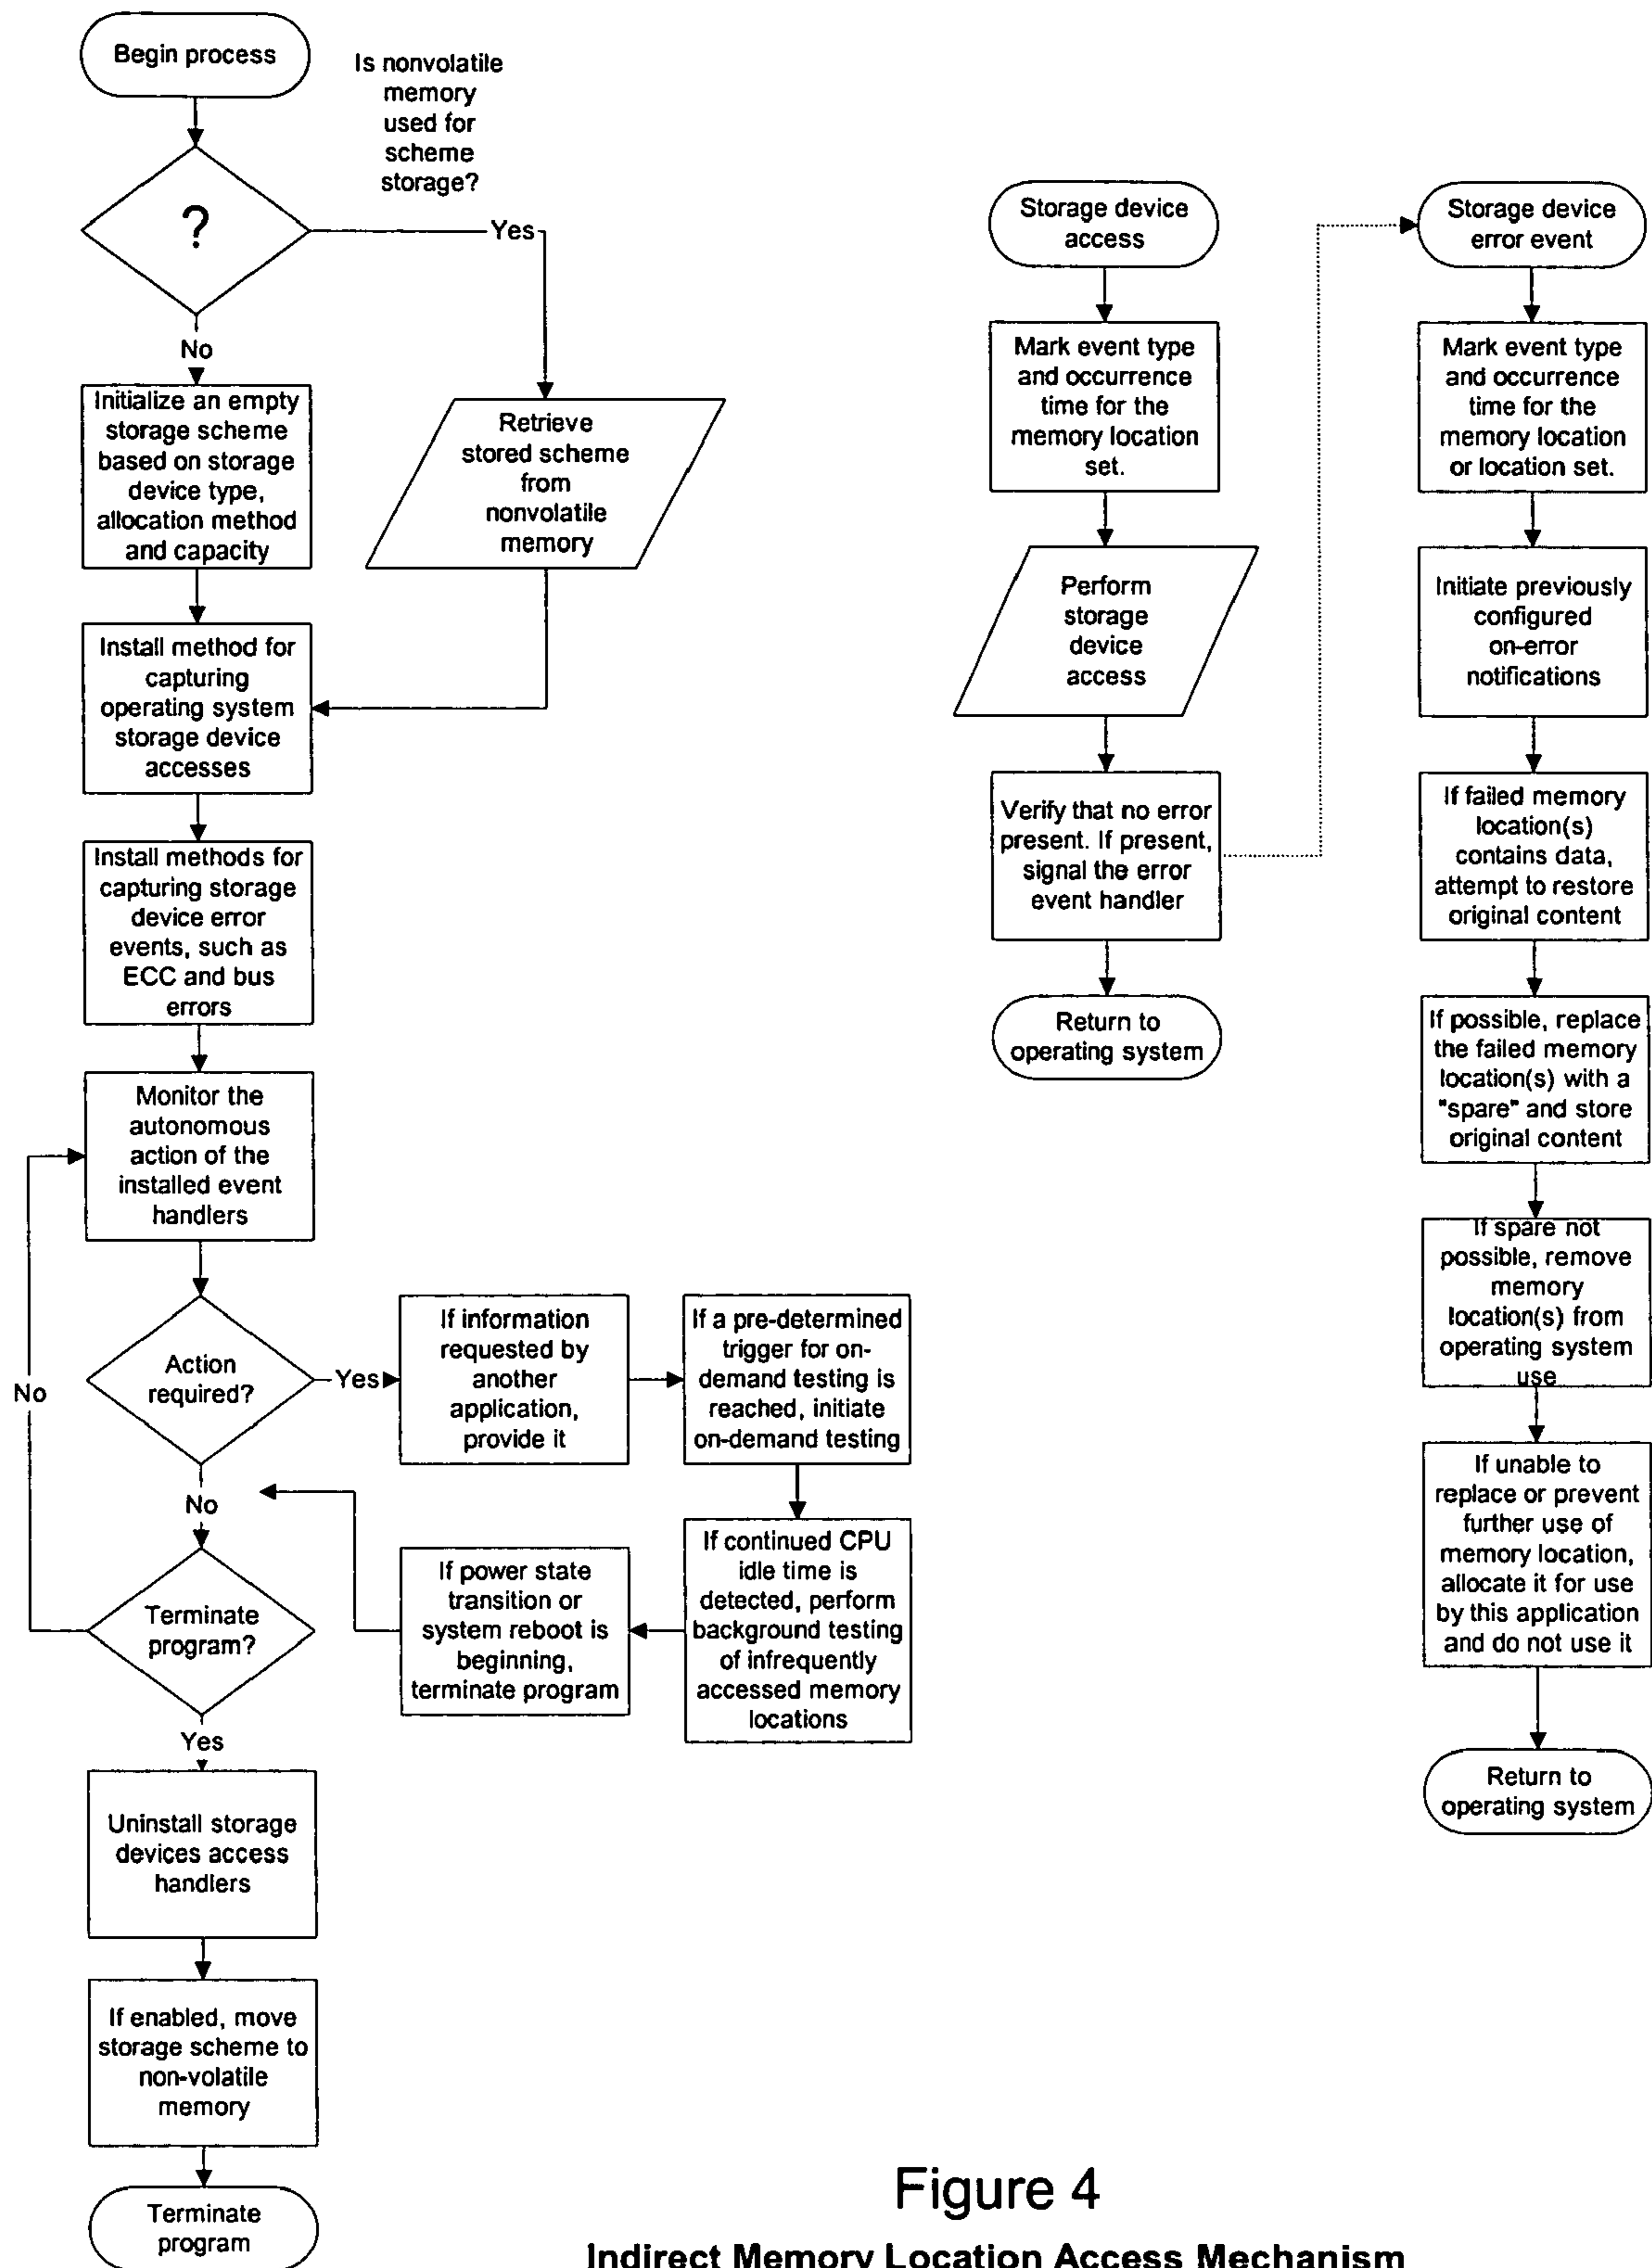 Begin process
Is nonvolatile
memory
used for
scheme
storage?
?
Yes
No
Initialize an empty
storage scheme
based on storage
device type,
allocation method
and capacity
Retrieve
stored scheme
from
nonvolatile
memory
Install method for
capturing
operating system
storage device
accesses
Install methods for
capturing storage
device error
events, such as
ECC and bus
errors
Monitor the
autonomous
action of the
installed event
handlers
Action
required?
Yes
If information
requested by
another
application,
provide it
If a pre-determined
trigger for on-
demand testing is
reached, initiate
on-demand testing
No
No
If continued CPU
idle time is
detected, perform
background testing
of infrequently
accessed memory
locations
If power state
transition or
system reboot is
beginning,
terminate program
Terminate
program?
Yes
Uninstall storage
devices access
handlers
If enabled, move
storage scheme to
non-volatile
memory
Terminate
program
Storage device
access
Mark event type
and occurrence
time for the
memory location
set.
Perform
storage
device
access
Verify that no error
present. If present,
signal the error
event handler
Return to
operating system
Storage device
error event
Mark event type
and occurrence
time for the
memory location
or location set.
Initiate previously
configured
on-error
notifications
If failed memory
location(s)
contains data,
attempt to restore
original content
If possible, replace
the failed memory
location(s) with a
"spare" and store
original content
If spare not
possible, remove
memory
location(s) from
operating system
use
If unable to
replace or prevent
further use of
memory location,
allocate it for use
by this application
and do not use it
Return to
operating system
Figure 4
Indirect Memory Location Access Mechanism